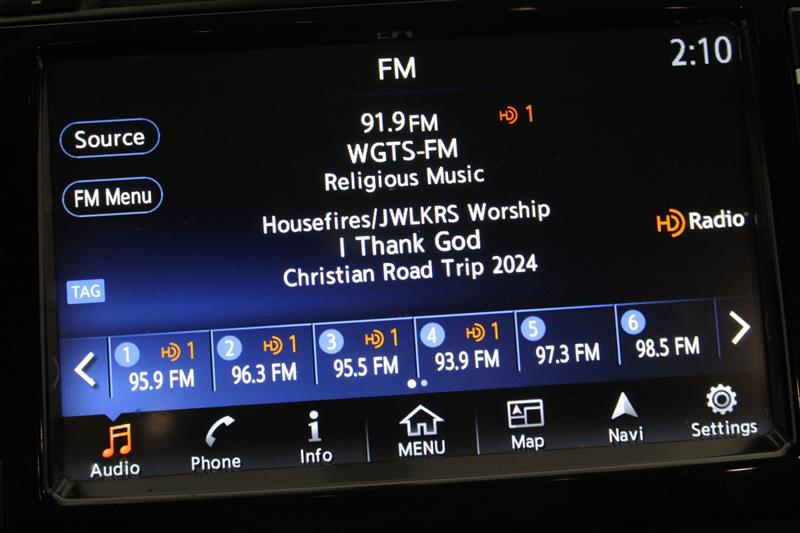 FM
2:10
91.9 FM
HD 1
Source
WGTS-FM
FM Menu
Religious Music
Housefires/JWLKRS Worship
HD Radio
I Thank God
Christian Road Trip 2024
TAG
1 HD 1
95.9 FM
2 HD 1
96.3 FM
3 HD 1
95.5 FM
4 HD 1
93.9 FM
5
97.3 FM
6
98.5 FM
Audio
Phone
Info
MENU
Map
Navi
Settings